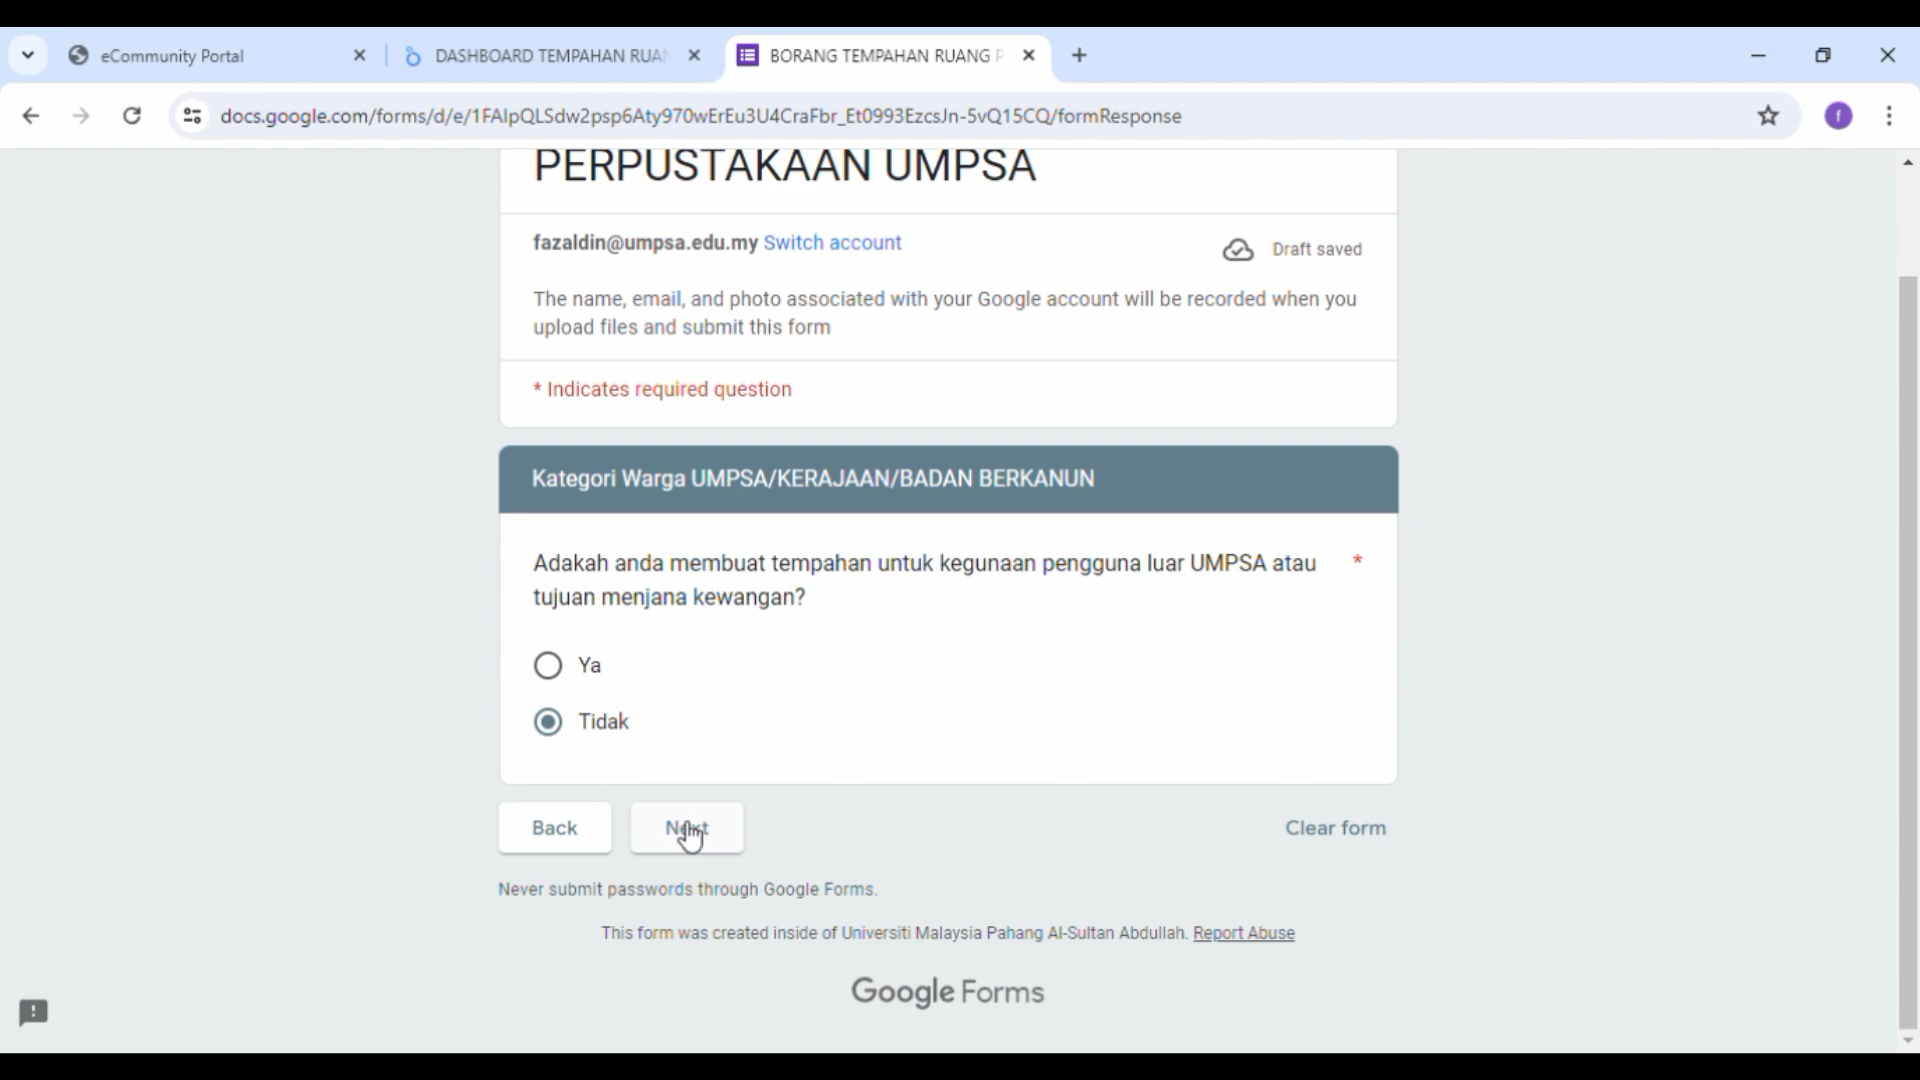 eCommunity Portal
DASHBOARD TEMPAHAN RUAN
BORANG TEMPAHAN RUANG P
docs.google.com/forms/d/e/1FAIpQLSdw2psp6Aty970wErEu3U4CraFbr_Et0993EzcsJn-5vQ15CQ/formResponse
f
PERPUSTAKAAN UMPSA
fazaldin@umpsa.edu.my Switch account
Draft saved
The name, email, and photo associated with your Google account will be recorded when you
upload files and submit this form
* Indicates required question
Kategori Warga UMPSA/KERAJAAN/BADAN BERKANUN
Adakah anda membuat tempahan untuk kegunaan pengguna luar UMPSA atau *
tujuan menjana kewangan?
Ya
Tidak
Back
Next
Clear form
Never submit passwords through Google Forms.
This form was created inside of Universiti Malaysia Pahang Al-Sultan Abdullah. Report Abuse
Google Forms